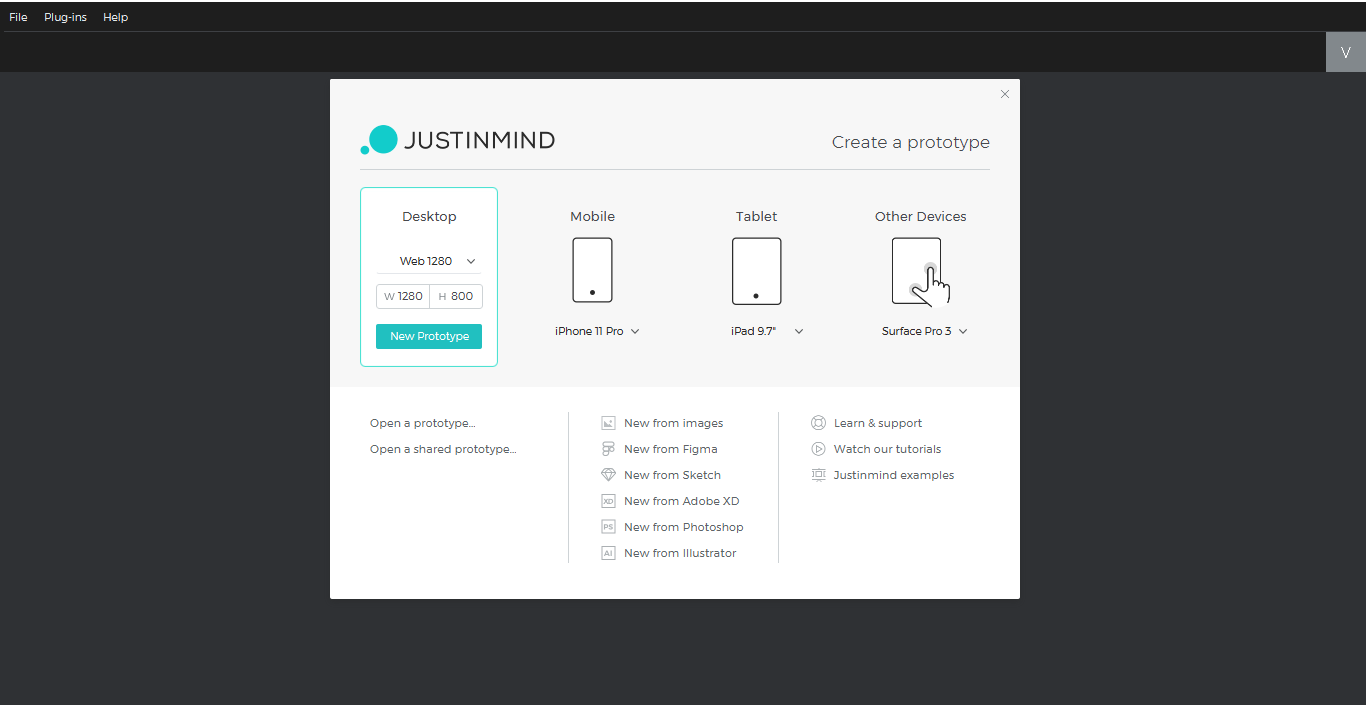 File Plug-ins Help
V
JUSTINMIND
Create a prototype
Desktop
Web 1280
W 1280 H 800
New Prototype
Mobile
iPhone 11 Pro
Tablet
iPad 9.7"
Other Devices
Surface Pro 3
Open a prototype...
Open a shared prototype...
New from images
New from Figma
New from Sketch
XD New from Adobe XD
PS New from Photoshop
AI New from Illustrator
Learn & support
Watch our tutorials
Justinmind examples